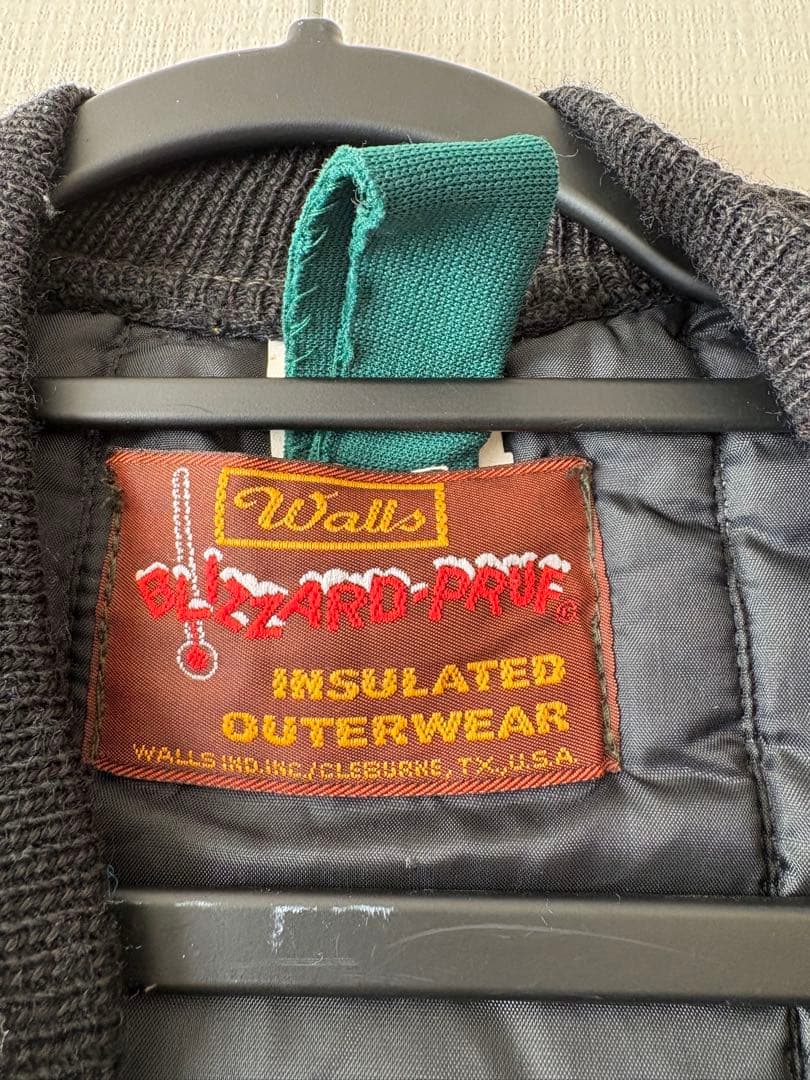 Walls
BLIZZARD-PRUF®
INSULATED
OUTERWEAR
WALLS IND.INC./CLEBURNE, TX., U.S.A.